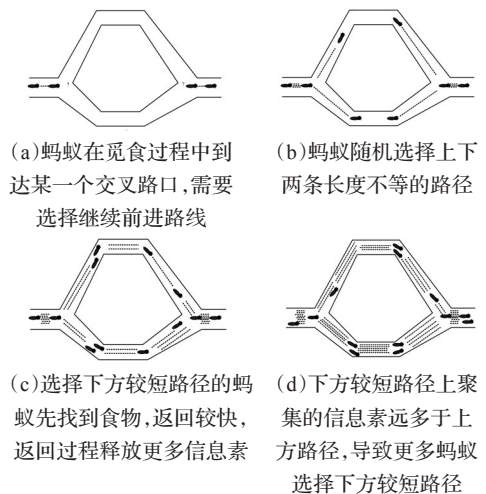 (a)蚂蚁在觅食过程中到
达某一个交叉路口,需要
选择继续前进路线
(b)蚂蚁随机选择上下
两条长度不等的路径
(c)选择下方较短路径的蚂
蚁先找到食物,返回较快,
返回过程释放更多信息素
(d)下方较短路径上聚
集的信息素远多于上
方路径,导致更多蚂蚁
选择下方较短路径